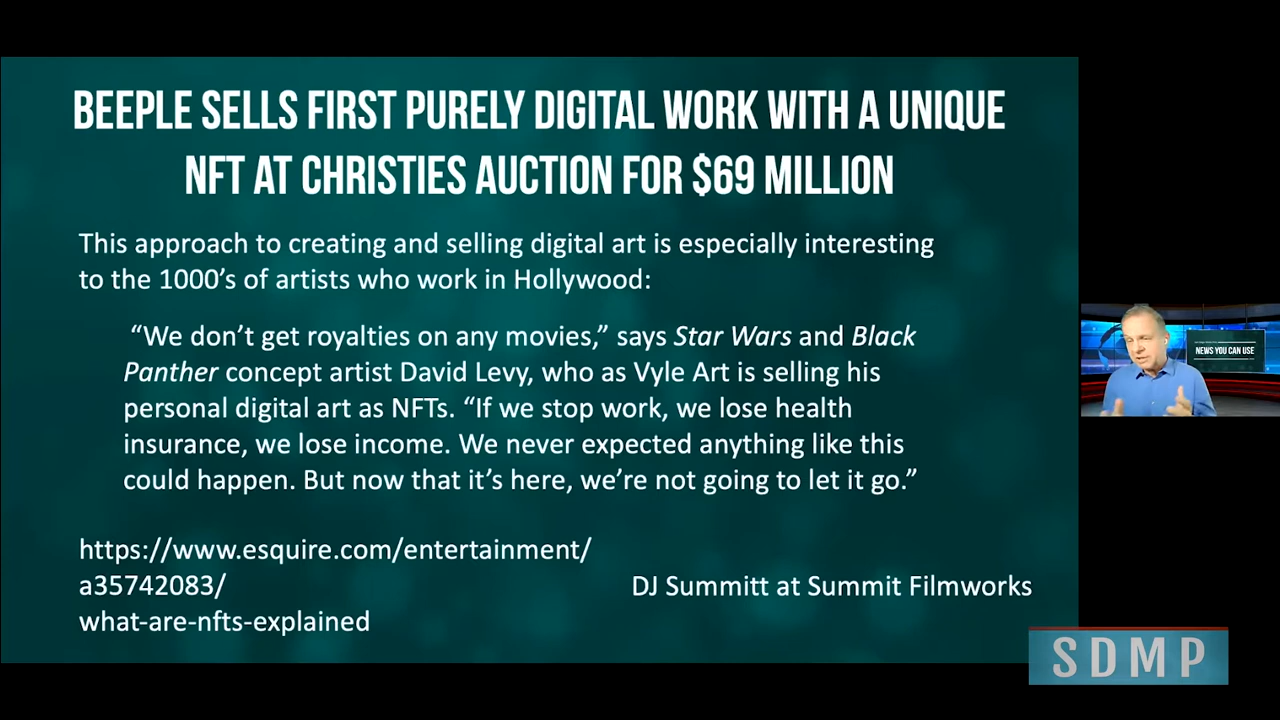 BEEPLE SELLS FIRST PURELY DIGITAL WORK WITH A UNIQUE
NFT AT CHRISTIES AUCTION FOR $69 MILLION
This approach to creating and selling digital art is especially interesting
to the 1000’s of artists who work in Hollywood:
“We don’t get royalties on any movies,” says Star Wars and Black
Panther concept artist David Levy, who as Vyle Art is selling his
personal digital art as NFTs. “If we stop work, we lose health
insurance, we lose income. We never expected anything like this
could happen. But now that it’s here, we’re not going to let it go.”
https://www.esquire.com/entertainment/
a35742083/
what-are-nfts-explained
DJ Summitt at Summit Filmworks
NEWS YOU CAN USE
SDMP